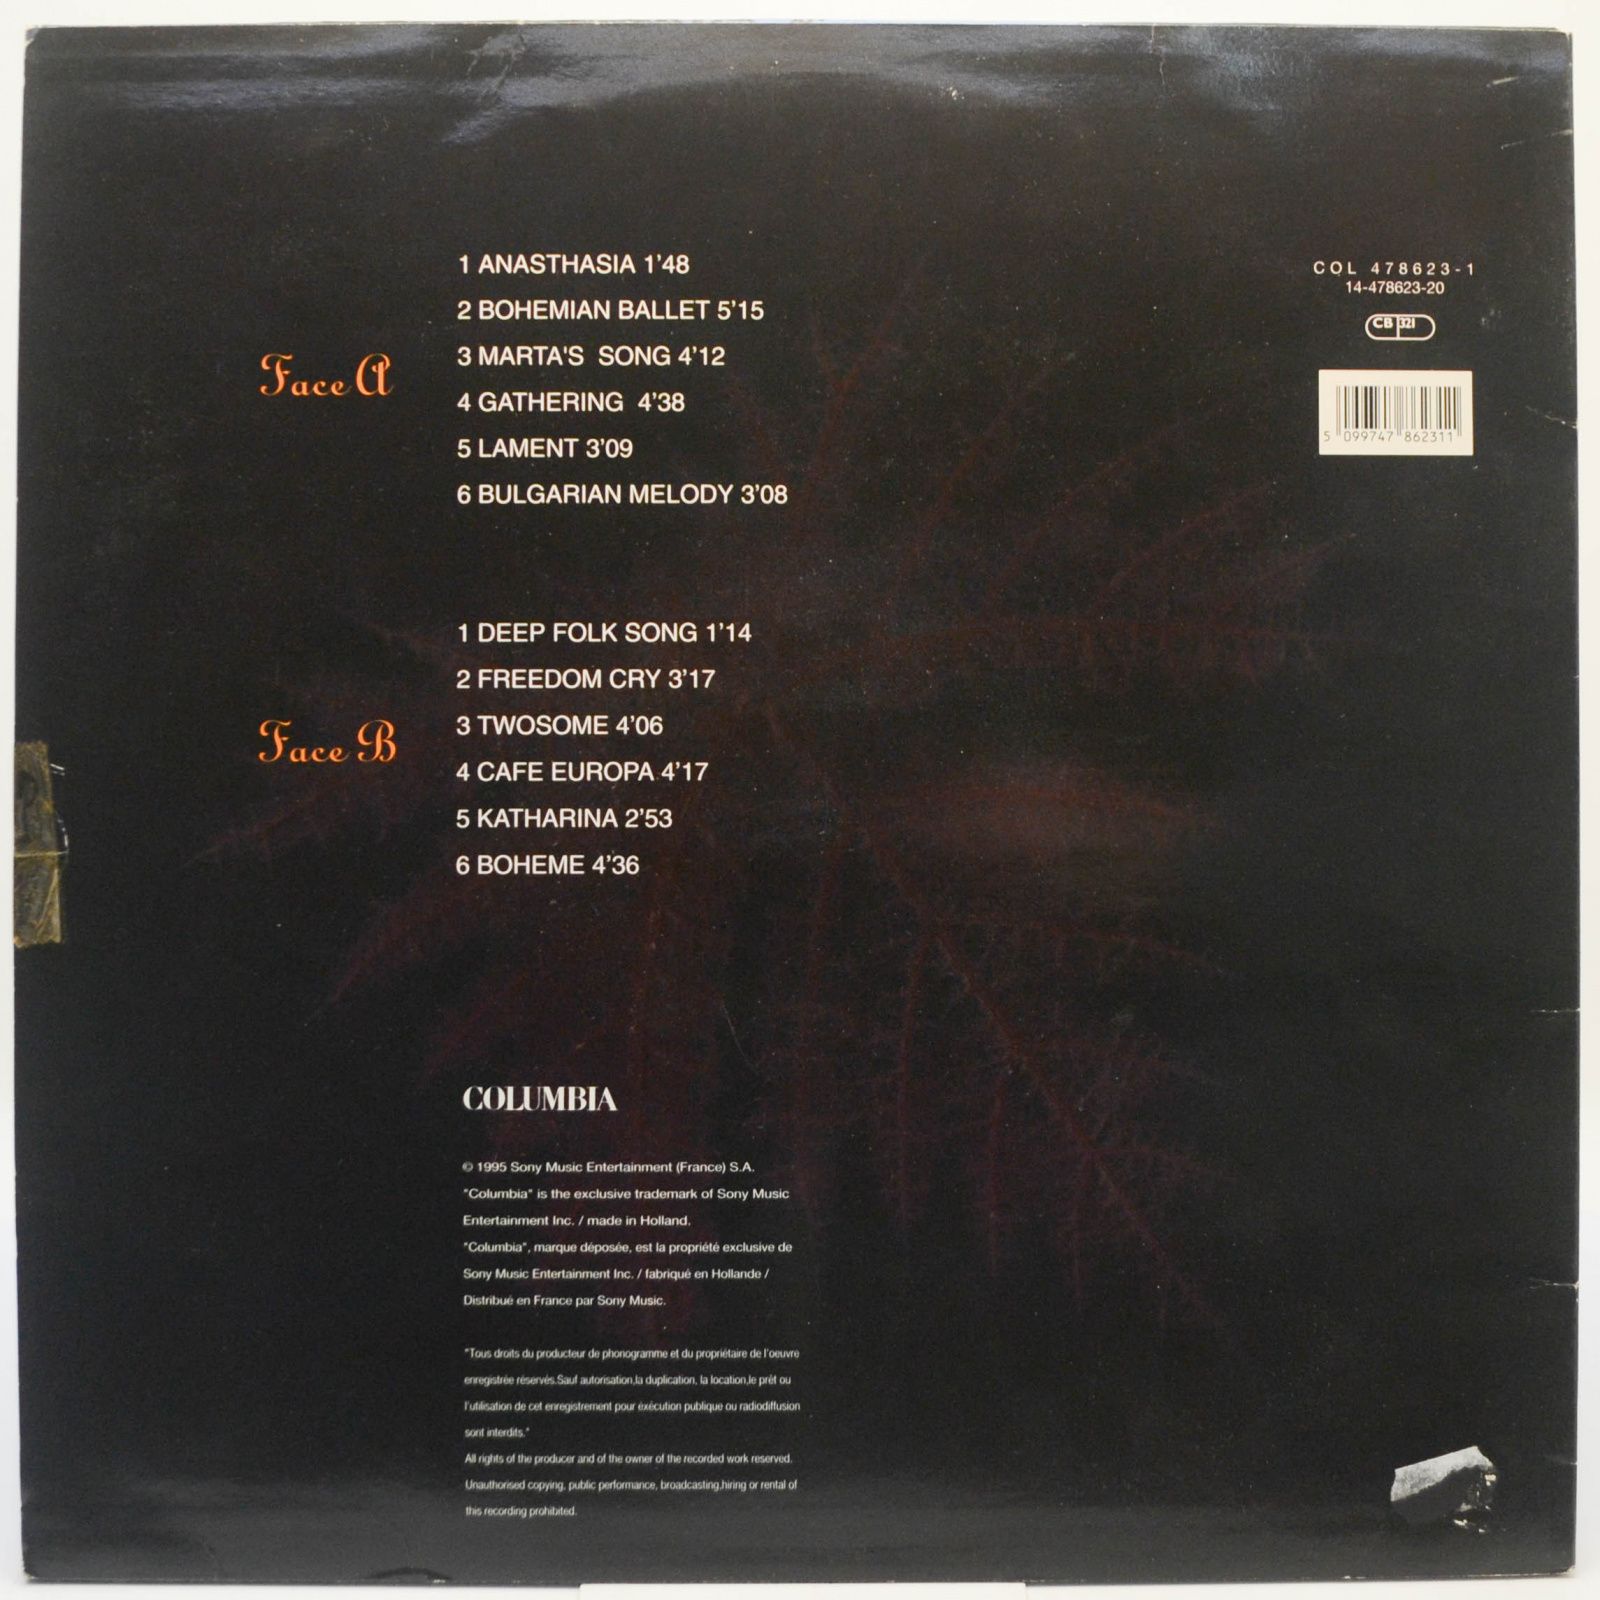 Face A
1 ANASTHASIA 1'48
2 BOHEMIAN BALLET 5'15
3 MARTA'S SONG 4'12
4 GATHERING 4'38
5 LAMENT 3'09
6 BULGARIAN MELODY 3'08
COL 478623-1
14-478623-20
CB 321
5 099747 862311
Face B
1 DEEP FOLK SONG 1'14
2 FREEDOM CRY 3'17
3 TWOSOME 4'06
4 CAFE EUROPA 4'17
5 KATHARINA 2'53
6 BOHEME 4'36
COLUMBIA
© 1995 Sony Music Entertainment (France) S.A.
"Columbia" is the exclusive trademark of Sony Music
Entertainment Inc. / made in Holland.
"Columbia", marque déposée, est la propriété exclusive de
Sony Music Entertainment Inc. / fabriqué en Hollande /
Distribué en France par Sony Music.
"Tous droits du producteur de phonogramme et du propriétaire de l'oeuvre
enregistrée réservés.Sauf autorisation,la duplication, la location,le prêt ou
l'utilisation de cet enregistrement pour éxécution publique ou radiodiffusion
sont interdits."
All rights of the producer and of the owner of the recorded work reserved.
Unauthorised copying, public performance, broadcasting,hiring or rental of
this recording prohibited.